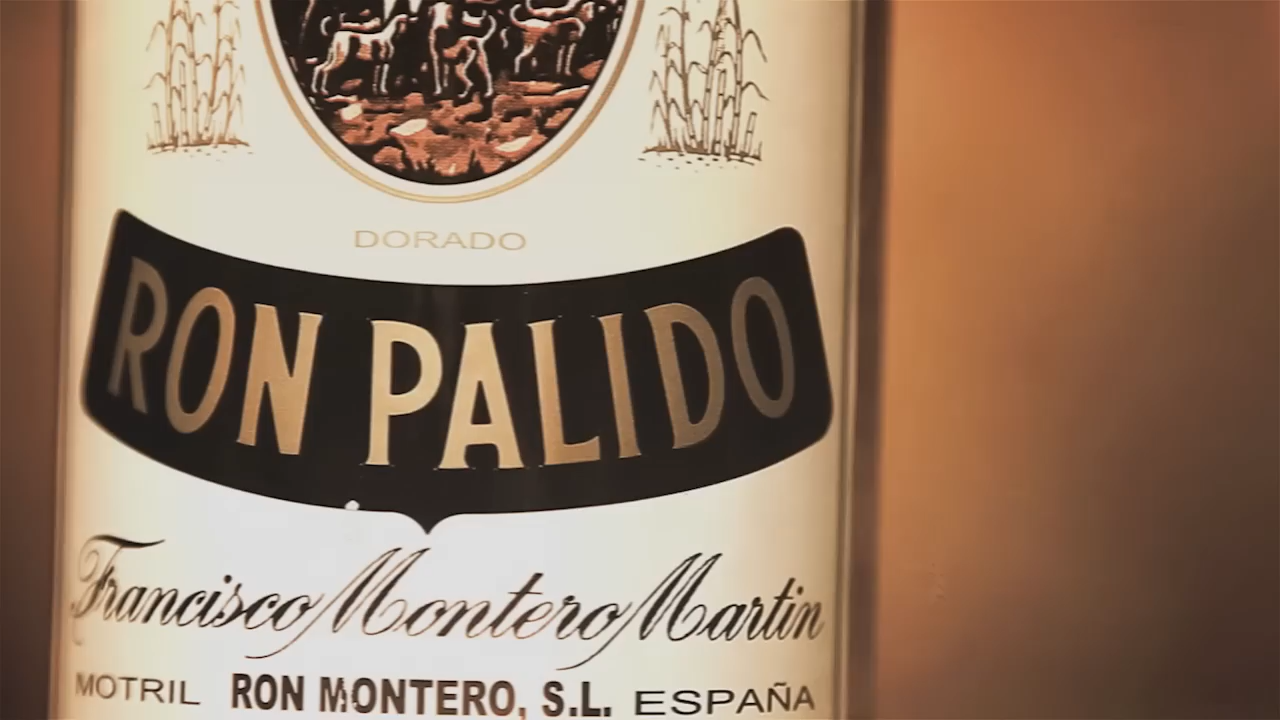 DORADO
RON PALIDO
Francisco Montero Martin
MOTRIL RON MONTERO, S.L. ESPAÑA